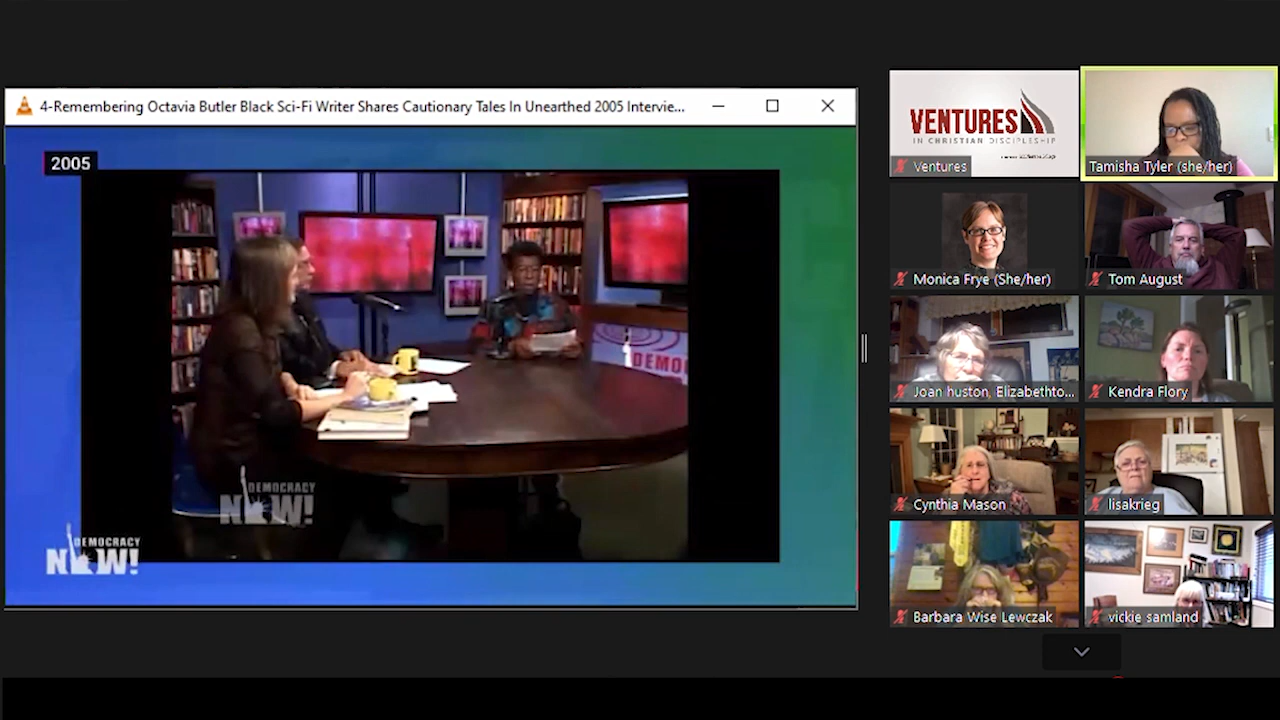 4-Remembering Octavia Butler Black Sci-Fi Writer Shares Cautionary Tales In Unearthed 2005 Intervie...
2005
DEMO
DEMOCRACY
NOW!
DEMOCRACY
NOW!
VENTURES
IN CHRISTIAN DISCIPLESHIP
Ventures
Tamisha Tyler (she/her)
Monica Frye (She/her)
Tom August
Joan huston, Elizabethto...
Kendra Flory
Cynthia Mason
lisakrieg
Barbara Wise Lewczak
vickie samland